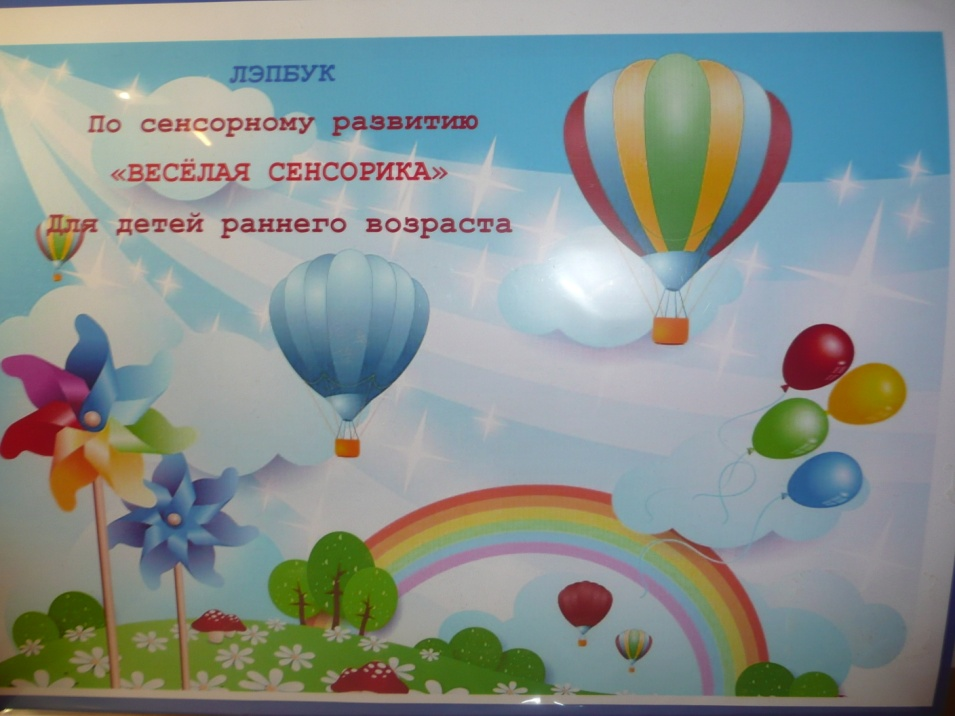 ЛЭПБУК
По сенсорному развитию
«ВЕСЁЛАЯ СЕНСОРИКА»
Для детей раннего возраста